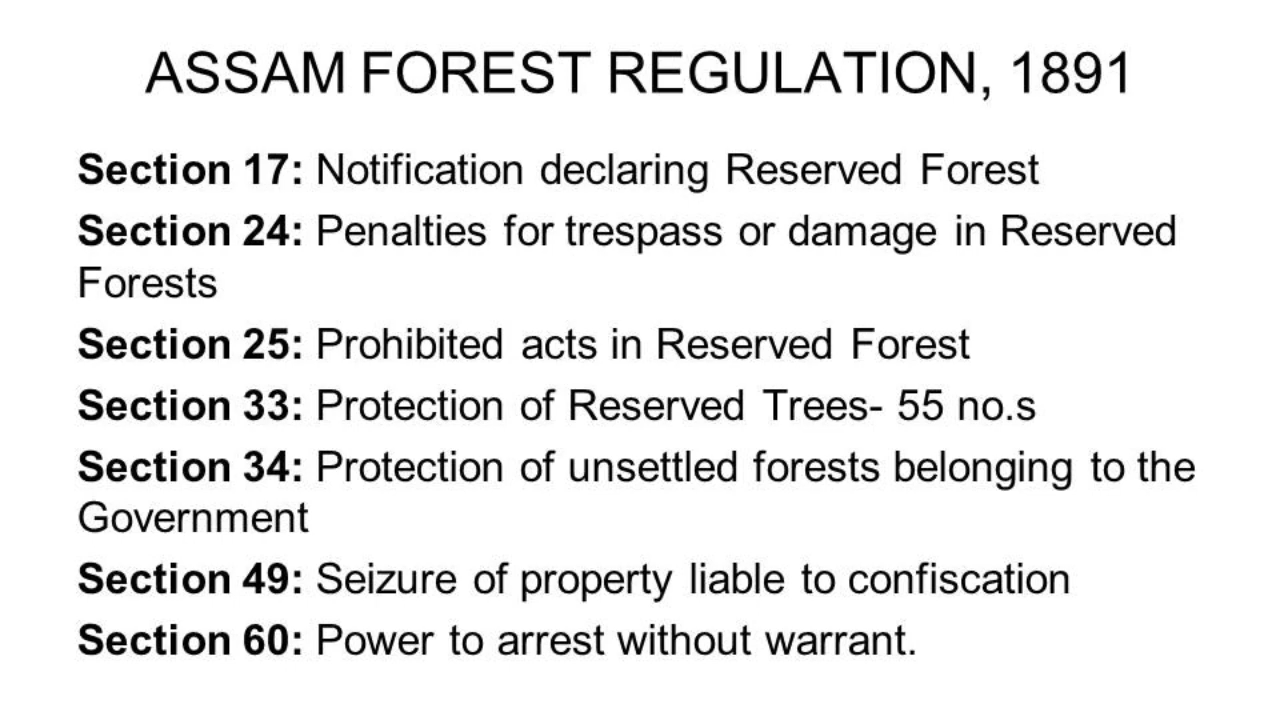 ASSAM FOREST REGULATION, 1891
Section 17: Notification declaring Reserved Forest
Section 24: Penalties for trespass or damage in Reserved
Forests
Section 25: Prohibited acts in Reserved Forest
Section 33: Protection of Reserved Trees- 55 no.s
Section 34: Protection of unsettled forests belonging to the
Government
Section 49: Seizure of property liable to confiscation
Section 60: Power to arrest without warrant.